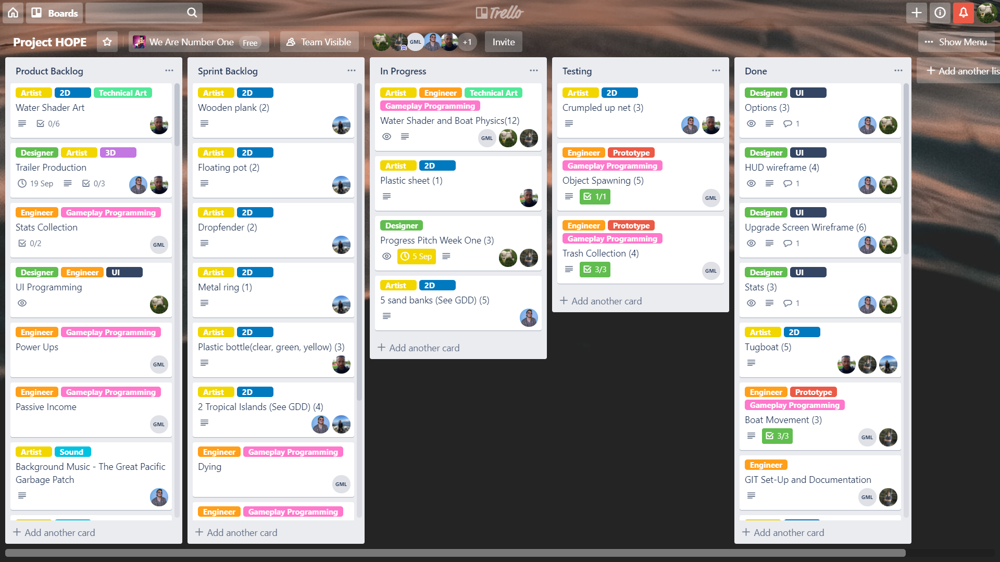 Boards
Trello
Project HOPE
We Are Number One Free
Team Visible
GML
+1
Invite
Show Menu
Product Backlog
Artist 2D Technical Art
Water Shader Art
0/6
Designer Artist 3D
Trailer Production
19 Sep 0/3
Engineer Gameplay Programming
Stats Collection
0/2
GML
Designer Engineer UI
UI Programming
Engineer Gameplay Programming
Power Ups
GML
Engineer Gameplay Programming
Passive Income
GML
Artist Sound
Background Music - The Great Pacific
Garbage Patch
+ Add another card
Sprint Backlog
Artist 2D
Wooden plank (2)
Artist 2D
Floating pot (2)
Artist 2D
Dropfender (2)
Artist 2D
Metal ring (1)
Artist 2D
Plastic bottle(clear, green, yellow) (3)
Artist 2D
2 Tropical Islands (See GDD) (4)
Engineer Gameplay Programming
Dying
GML
Engineer Gameplay Programming
+ Add another card
In Progress
Artist Engineer Technical Art
Gameplay Programming
Water Shader and Boat Physics(12)
GML
Artist 2D
Plastic sheet (1)
Designer
Progress Pitch Week One (3)
5 Sep
Artist 2D
5 sand banks (See GDD) (5)
+ Add another card
Testing
Artist 2D
Crumpled up net (3)
Engineer Prototype
Gameplay Programming
Object Spawning (5)
1/1
GML
Engineer Prototype
Gameplay Programming
Trash Collection (4)
3/3
GML
+ Add another card
Done
Designer UI
Options (3)
1
Designer UI
HUD wireframe (4)
1
Designer UI
Upgrade Screen Wireframe (6)
1
Designer UI
Stats (3)
1
Artist 2D
Tugboat (5)
Engineer Prototype
Gameplay Programming
Boat Movement (3)
3/3
GML
Engineer
GIT Set-Up and Documentation
GML
+ Add another card
+ Add another lis